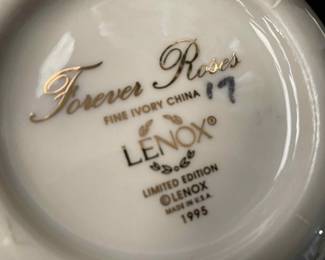 Forever Roses
FINE IVORY CHINA 17
LENOX®
LIMITED EDITION
©LENOX
MADE IN U.S.A.
1995